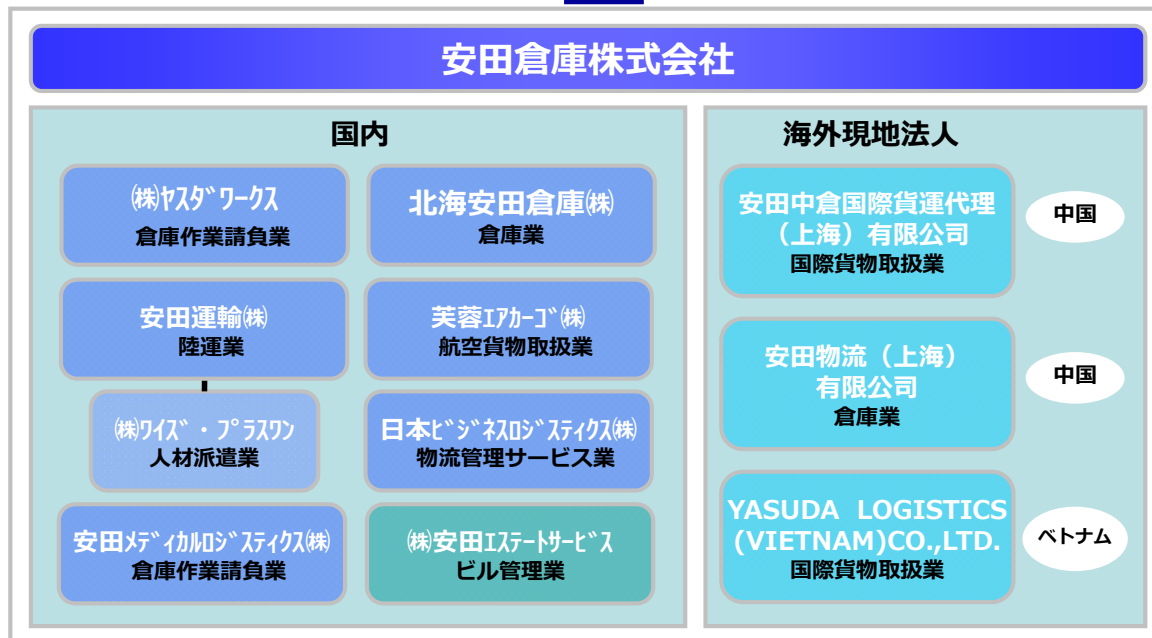 安田倉庫株式会社
国内
㈱ﾔｽﾀﾞﾜｰｸｽ
倉庫作業請負業
北海安田倉庫㈱
倉庫業
安田運輸㈱
陸運業
芙蓉ｴｱｶｰｺﾞ㈱
航空貨物取扱業
㈱ﾜｲｽﾞ・ﾌﾟﾗｽﾜﾝ
人材派遣業
日本ﾋﾞｼﾞﾈｽﾛｼﾞｽﾃｨｸｽ㈱
物流管理サービス業
安田ﾒﾃﾞｨｶﾙﾛｼﾞｽﾃｨｸｽ㈱
倉庫作業請負業
㈱安田ｴｽﾃｰﾄｻｰﾋﾞｽ
ビル管理業
海外現地法人
安田中倉国際貨運代理
（上海）有限公司
国際貨物取扱業
中国
安田物流（上海）
有限公司
倉庫業
中国
YASUDA LOGISTICS
(VIETNAM)CO.,LTD.
国際貨物取扱業
ベトナム